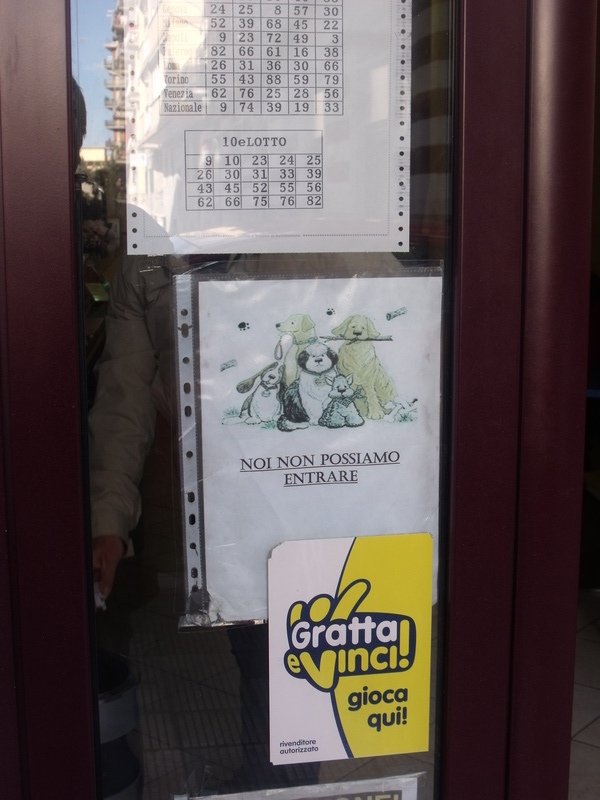 24 25 8 57 30
52 39 68 45 22
9 23 72 49 3
82 66 61 16 38
26 31 36 30 66
Torino 55 43 88 59 79
Venezia 62 76 25 28 56
Nazionale 9 74 39 19 33
10eLOTTO
9 10 23 24 25
26 30 31 33 39
43 45 52 55 56
62 66 75 76 82
NOI NON POSSIAMO
ENTRARE
Gratta
e Vinci!
gioca
qui!
rivenditore
autorizzato